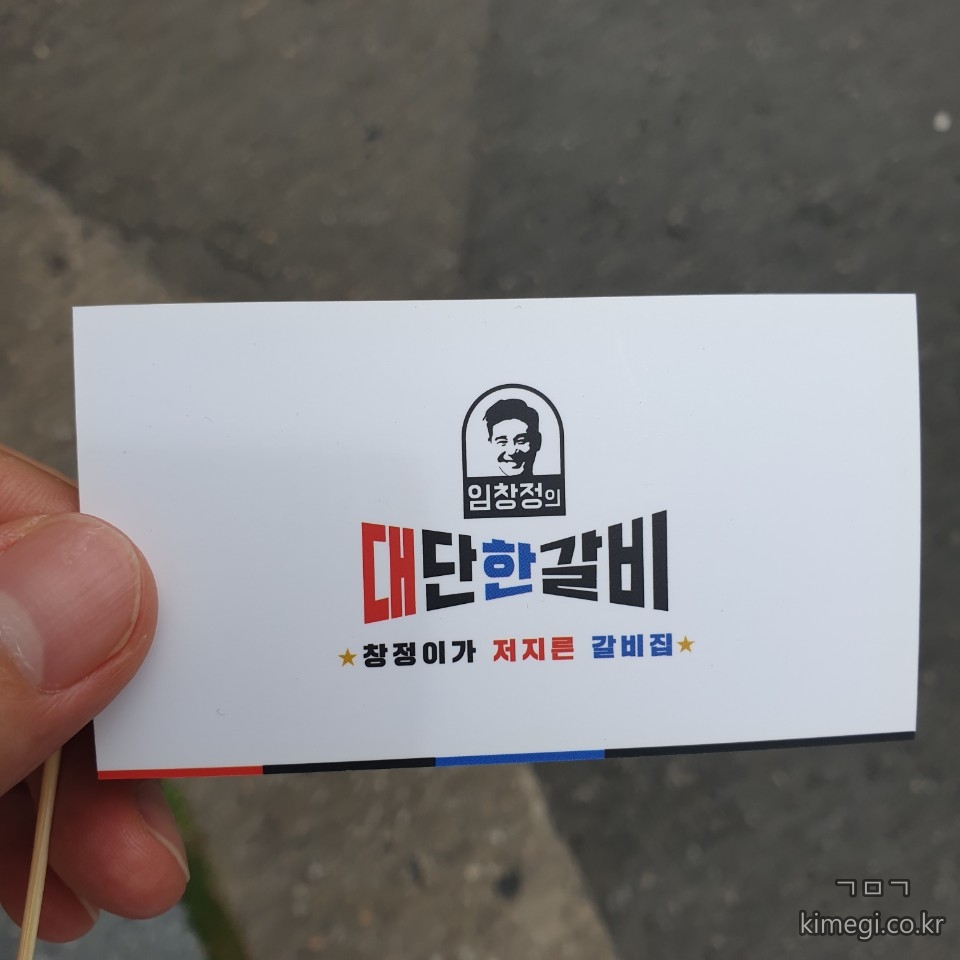 임창정의
대단한갈비
★창정이가 저지른 갈비집★
ㄱㅁㄱ
kimegi.co.kr